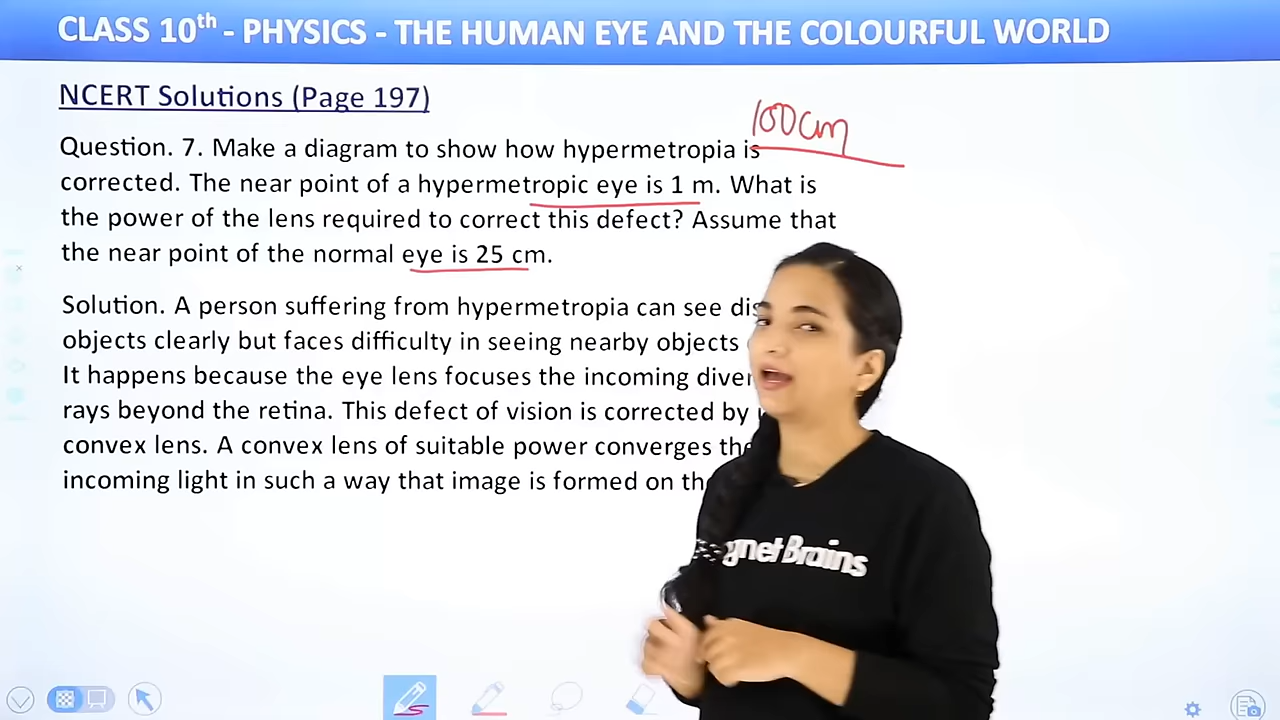 CLASS 10th - PHYSICS - THE HUMAN EYE AND THE COLOURFUL WORLD
NCERT Solutions (Page 197)
100cm
Question. 7. Make a diagram to show how hypermetropia is
corrected. The near point of a hypermetropic eye is 1 m. What is
the power of the lens required to correct this defect? Assume that
the near point of the normal eye is 25 cm.
Solution. A person suffering from hypermetropia can see
objects clearly but faces difficulty in seeing nearby objects
It happens because the eye lens focuses the incoming
rays beyond the retina. This defect of vision is corrected by
convex lens. A convex lens of suitable power converges
incoming light in such a way that image is formed on
Brains